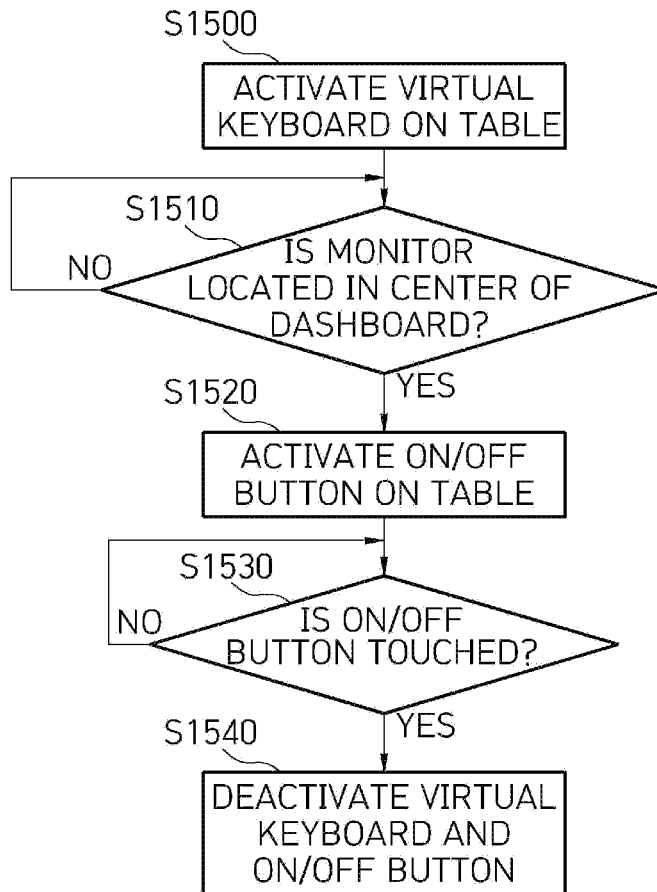 S1500
ACTIVATE VIRTUAL
KEYBOARD ON TABLE
S1510
IS MONITOR
LOCATED IN CENTER OF
DASHBOARD?
NO
YES
S1520
ACTIVATE ON/OFF
BUTTON ON TABLE
S1530
IS ON/OFF
BUTTON TOUCHED?
NO
YES
S1540
DEACTIVATE VIRTUAL
KEYBOARD AND
ON/OFF BUTTON